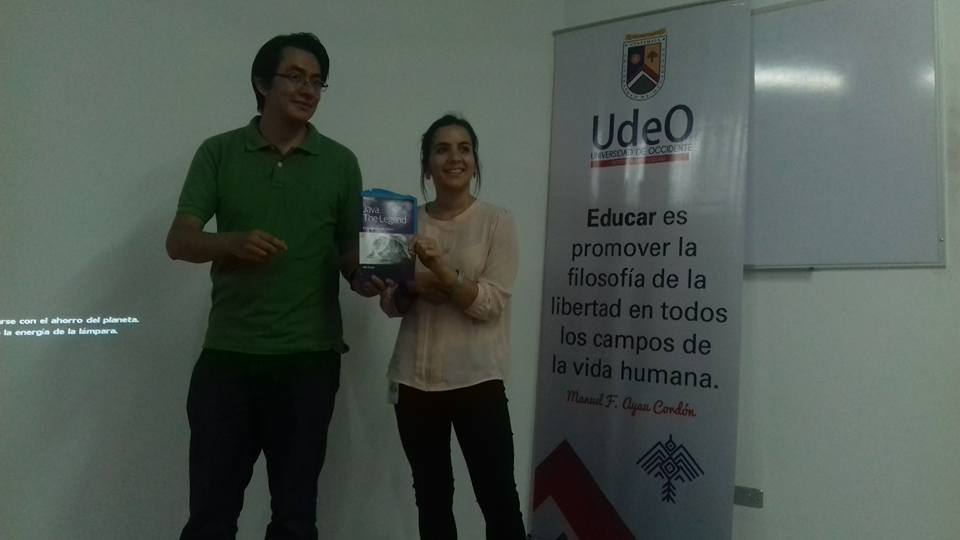 rse con el ahorro del planeta.
la energía de la lámpara.
Java
The Legend
UdeO
UNIVERSIDAD DE OCCIDENTE
Educar es
promover la
filosofía de la
libertad en todos
los campos de
la vida humana.
Manuel F. Ayau Cordón